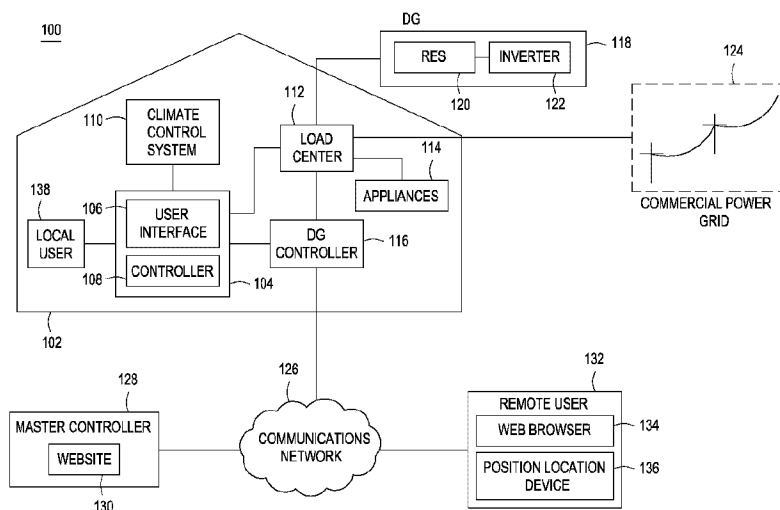 100
DG
RES
INVERTER
118
120
122
124
COMMERCIAL POWER
GRID
110
CLIMATE
CONTROL
SYSTEM
112
LOAD
CENTER
114
APPLIANCES
138
LOCAL
USER
106
USER
INTERFACE
108
CONTROLLER
104
DG
CONTROLLER
116
102
126
COMMUNICATIONS
NETWORK
128
MASTER CONTROLLER
WEBSITE
130
132
REMOTE USER
WEB BROWSER
134
POSITION LOCATION
DEVICE
136